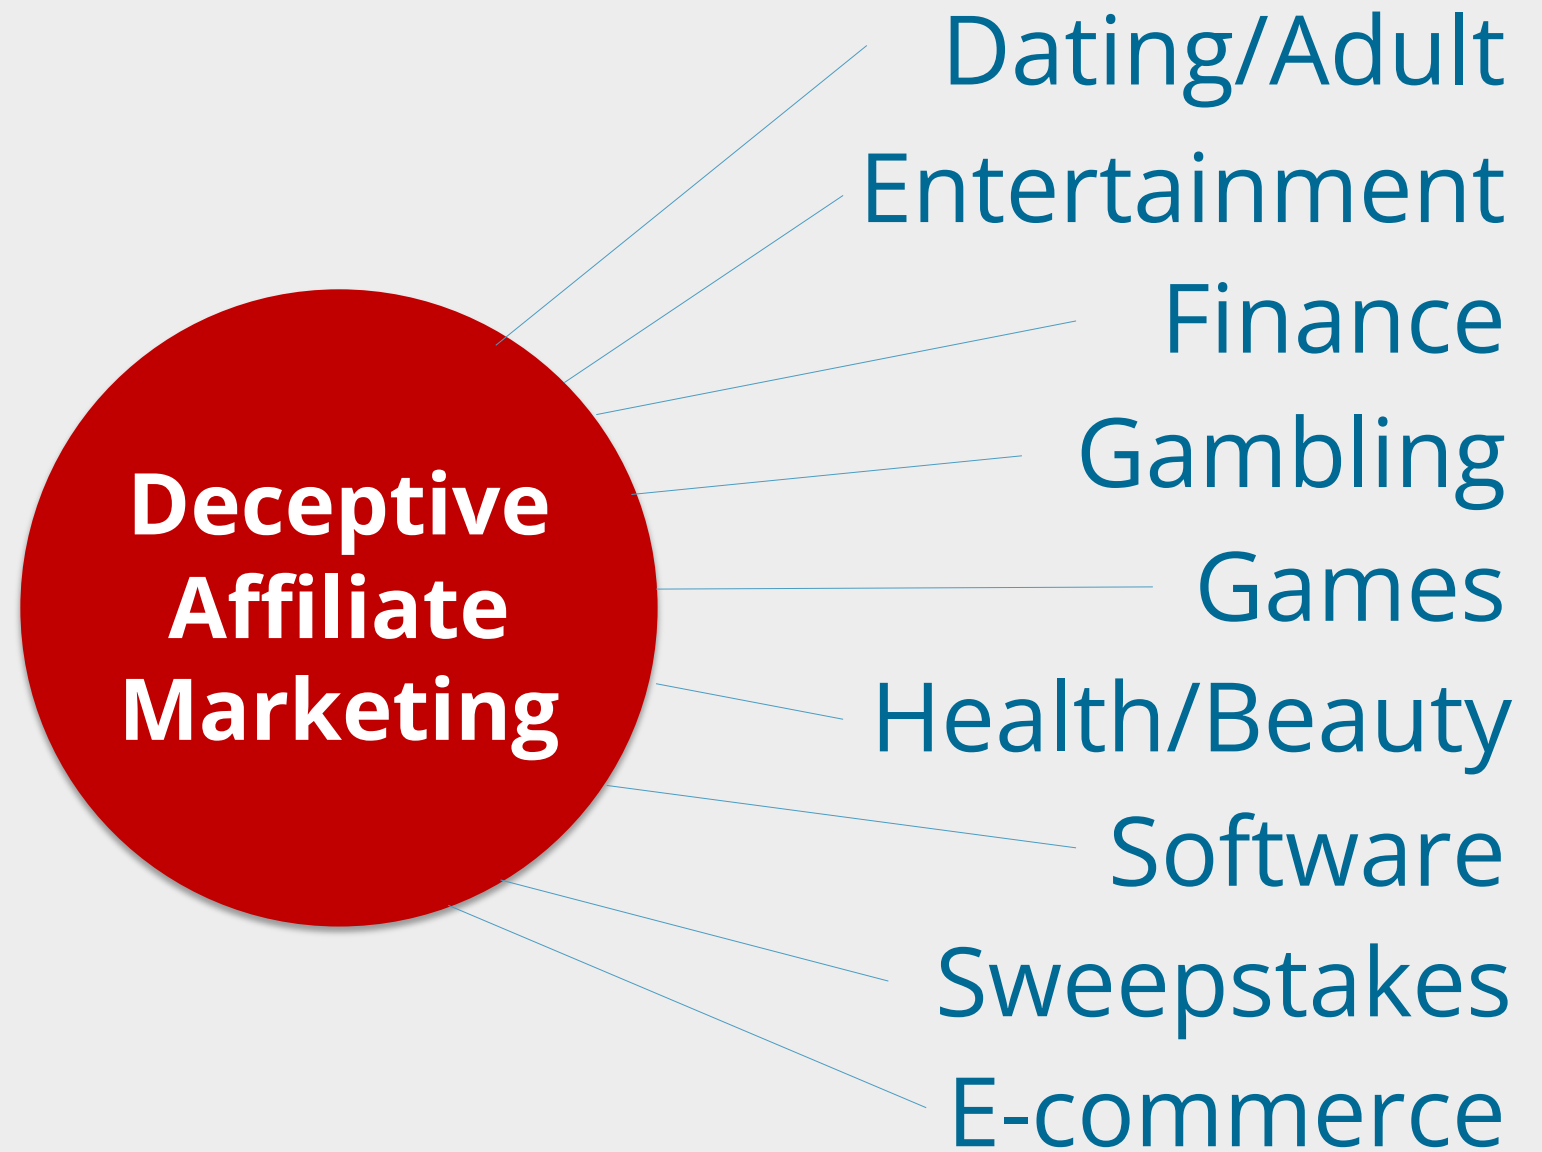 Deceptive
Affiliate
Marketing
Dating/Adult
Entertainment
Finance
Gambling
Games
Health/Beauty
Software
Sweepstakes
E-commerce